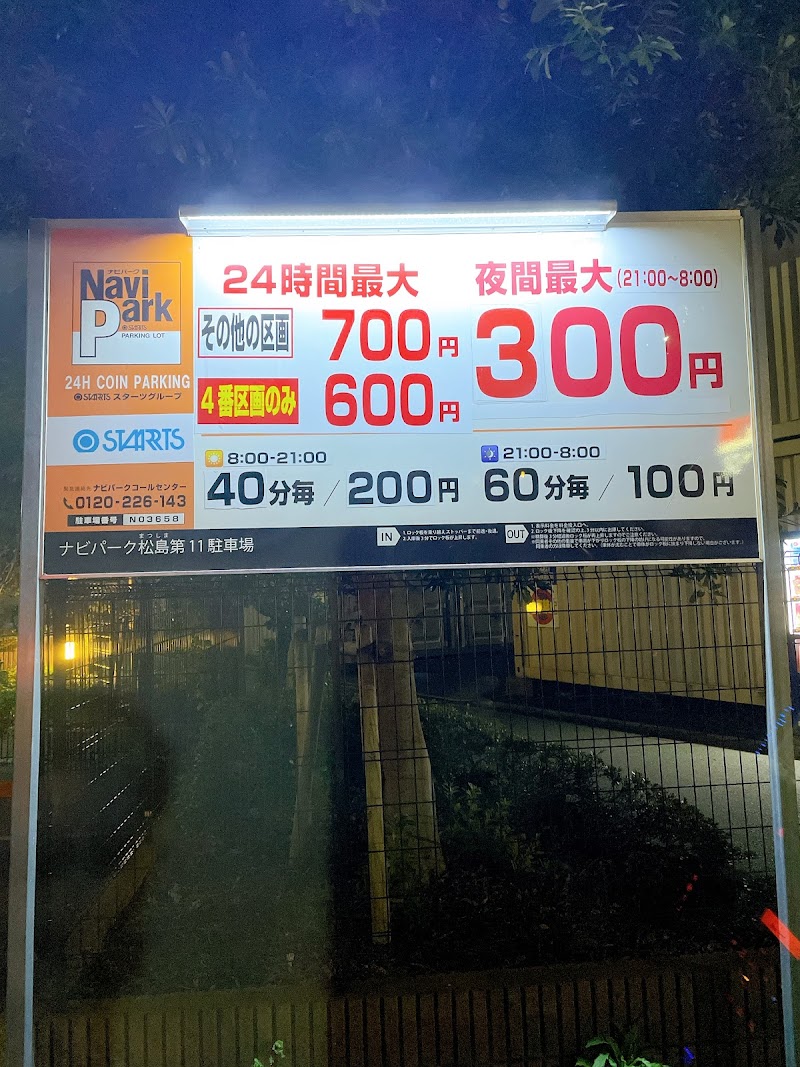 ナビパーク
Navi
Park
PARKING LOT
24H COIN PARKING
STARTS スターツグループ
STARTS
ナビパークコールセンター
0120-226-143
駐車場番号 N03658
24時間最大
その他の区画 700円
4番区画のみ 600円
夜間最大(21:00~8:00)
300円
8:00-21:00
40分毎/200円
21:00-8:00
60分毎/100円
まつしま
ナビパーク松島第11駐車場
IN
OUT